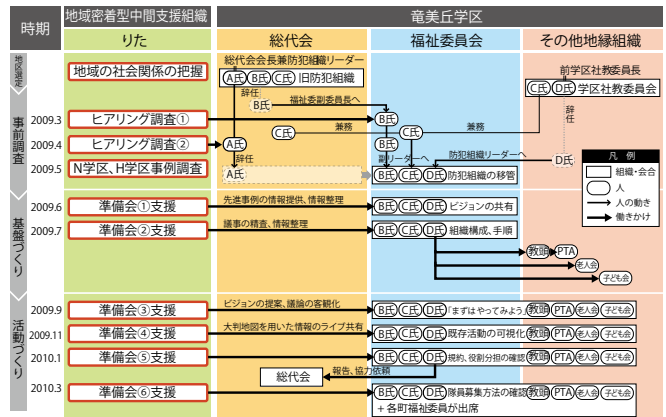 時期
地域密着型中間支援組織
竜美丘学区
りた
総代会
福祉委員会
その他地縁組織
地区選定
地域の社会関係の把握
総代会会長兼防犯組織リーダー
A氏 B氏 C氏 旧防犯組織
前学区社教委員長
C氏 D氏 学区社教委員会
辞任
B氏
福祉委副委員長へ
辞任
事前調査
2009.3
ヒアリング調査①
B氏
C氏
兼務
C氏
兼務
2009.4
ヒアリング調査②
A氏
B氏
辞任
副リーダーへ
防犯組織リーダーへ
D氏
2009.5
N学区、H学区事例調査
A氏
B氏 C氏 D氏 防犯組織の移管
凡 例
組織・会合
人
人の動き
働きかけ
基盤づくり
2009.6
準備会①支援
先進事例の情報提供、情報整理
B氏 C氏 D氏 ビジョンの共有
2009.7
準備会②支援
議事の精査、情報整理
B氏 C氏 D氏 組織構成、手順
教頭 PTA
老人会
子ども会
活動づくり
2009.9
準備会③支援
ビジョンの提案、議論の客観化
B氏 C氏 D氏 「まずはやってみよう」 教頭 PTA 老人会 子ども会
2009.11
準備会④支援
大判地図を用いた情報のライブ共有
B氏 C氏 D氏 既存活動の可視化 教頭 PTA 老人会 子ども会
2010.1
準備会⑤支援
B氏 C氏 D氏 規約、役割分担の確認 教頭 PTA 老人会 子ども会
総代会
報告、協力依頼
2010.3
準備会⑥支援
B氏 C氏 D氏 隊員募集方法の確認 教頭 PTA 老人会 子ども会
＋各町福祉委員が出席